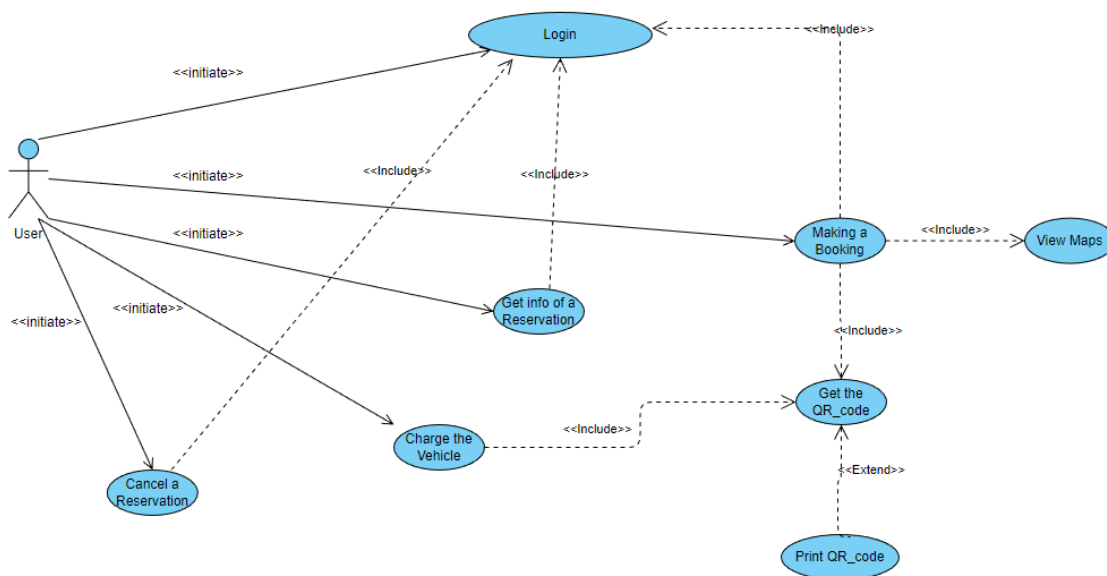 Login
<<Include>>
<<initiate>>
<<Include>>
<<Include>>
<<initiate>>
User
<<initiate>>
Making a
Booking
<<Include>>
View Maps
<<initiate>>
<<initiate>>
Get info of a
Reservation
<<Include>>
Get the
QR_code
<<Include>>
Charge the
Vehicle
<<Extend>>
Cancel a
Reservation
Print QR_code